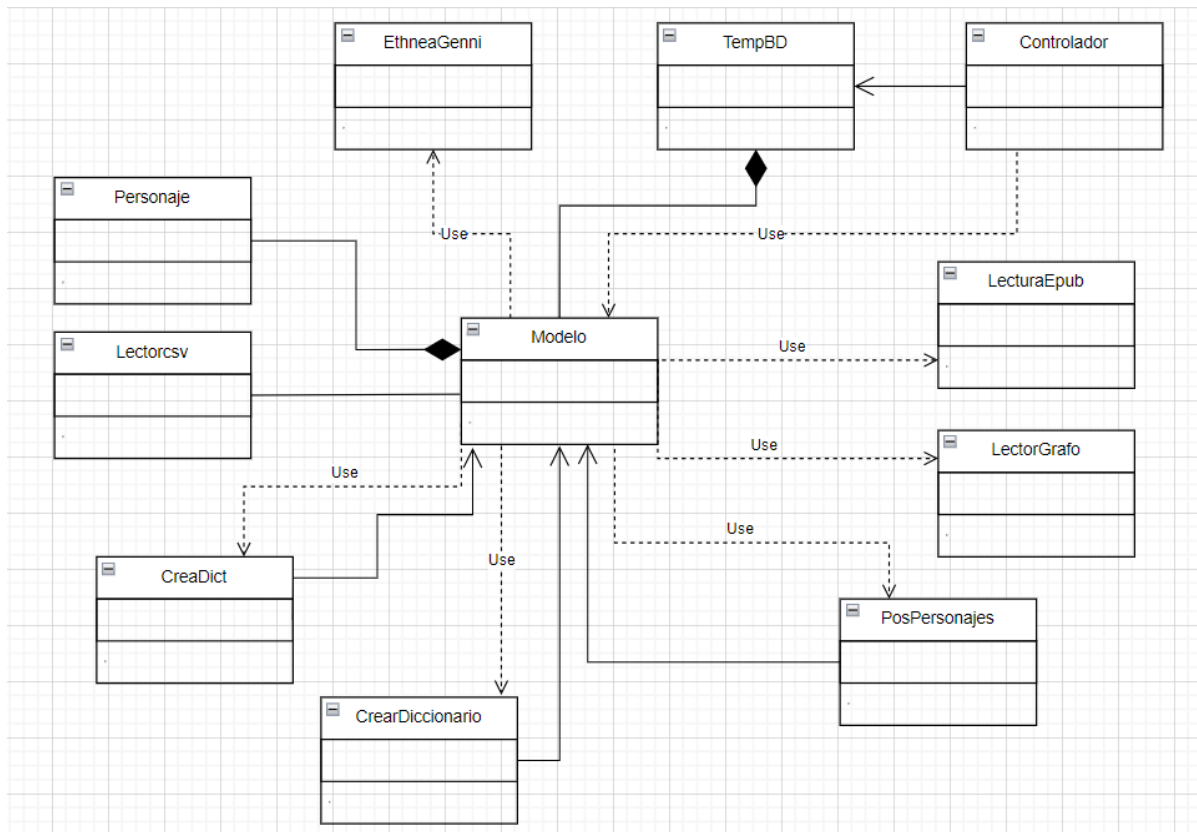 EthneaGenni
TempBD
Controlador
Personaje
Use
Use
LecturaEpub
Lectorcsv
Modelo
Use
Use
LectorGrafo
Use
Use
Use
CreaDict
PosPersonajes
CrearDiccionario